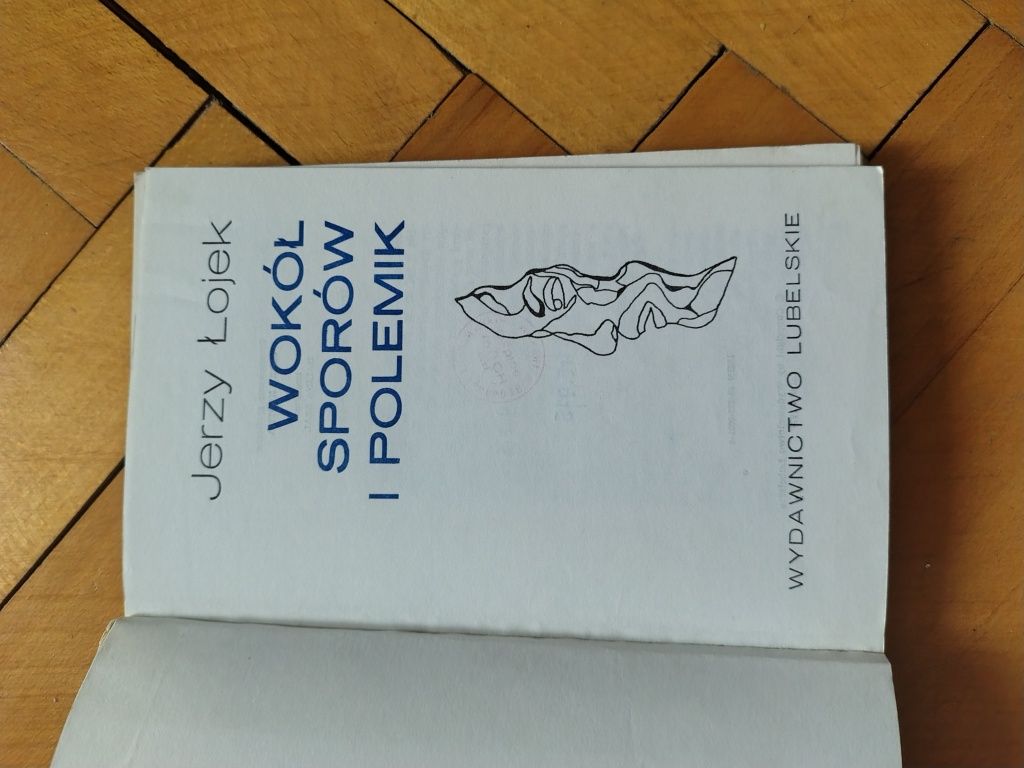 Jerzy Łojek
WOKÓŁ
SPORÓW
I POLEMIK
WYDAWNICTWO LUBELSKIE